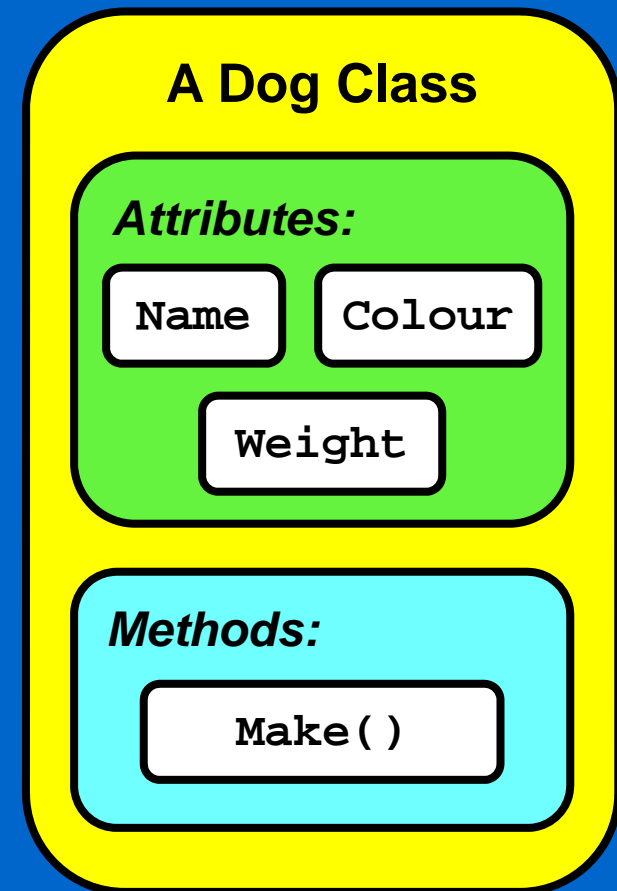 A Dog Class
Attributes:
Name Colour
Weight
Methods:
Make()